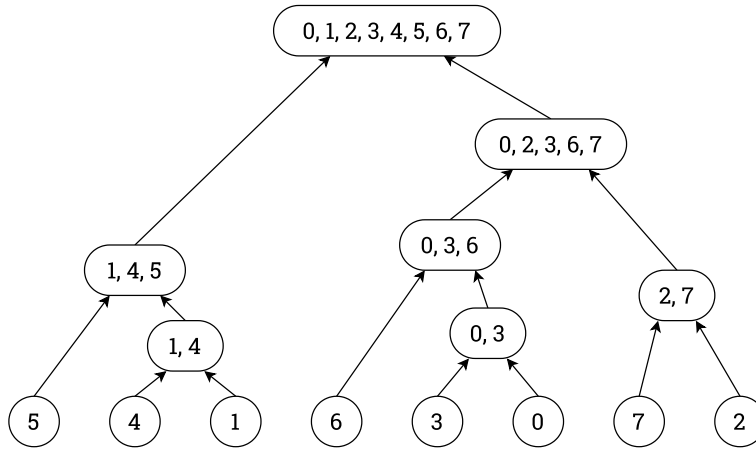 0, 1, 2, 3, 4, 5, 6, 7
0, 2, 3, 6, 7
0, 3, 6
1, 4, 5
2, 7
0, 3
1, 4
5
4
1
6
3
0
7
2